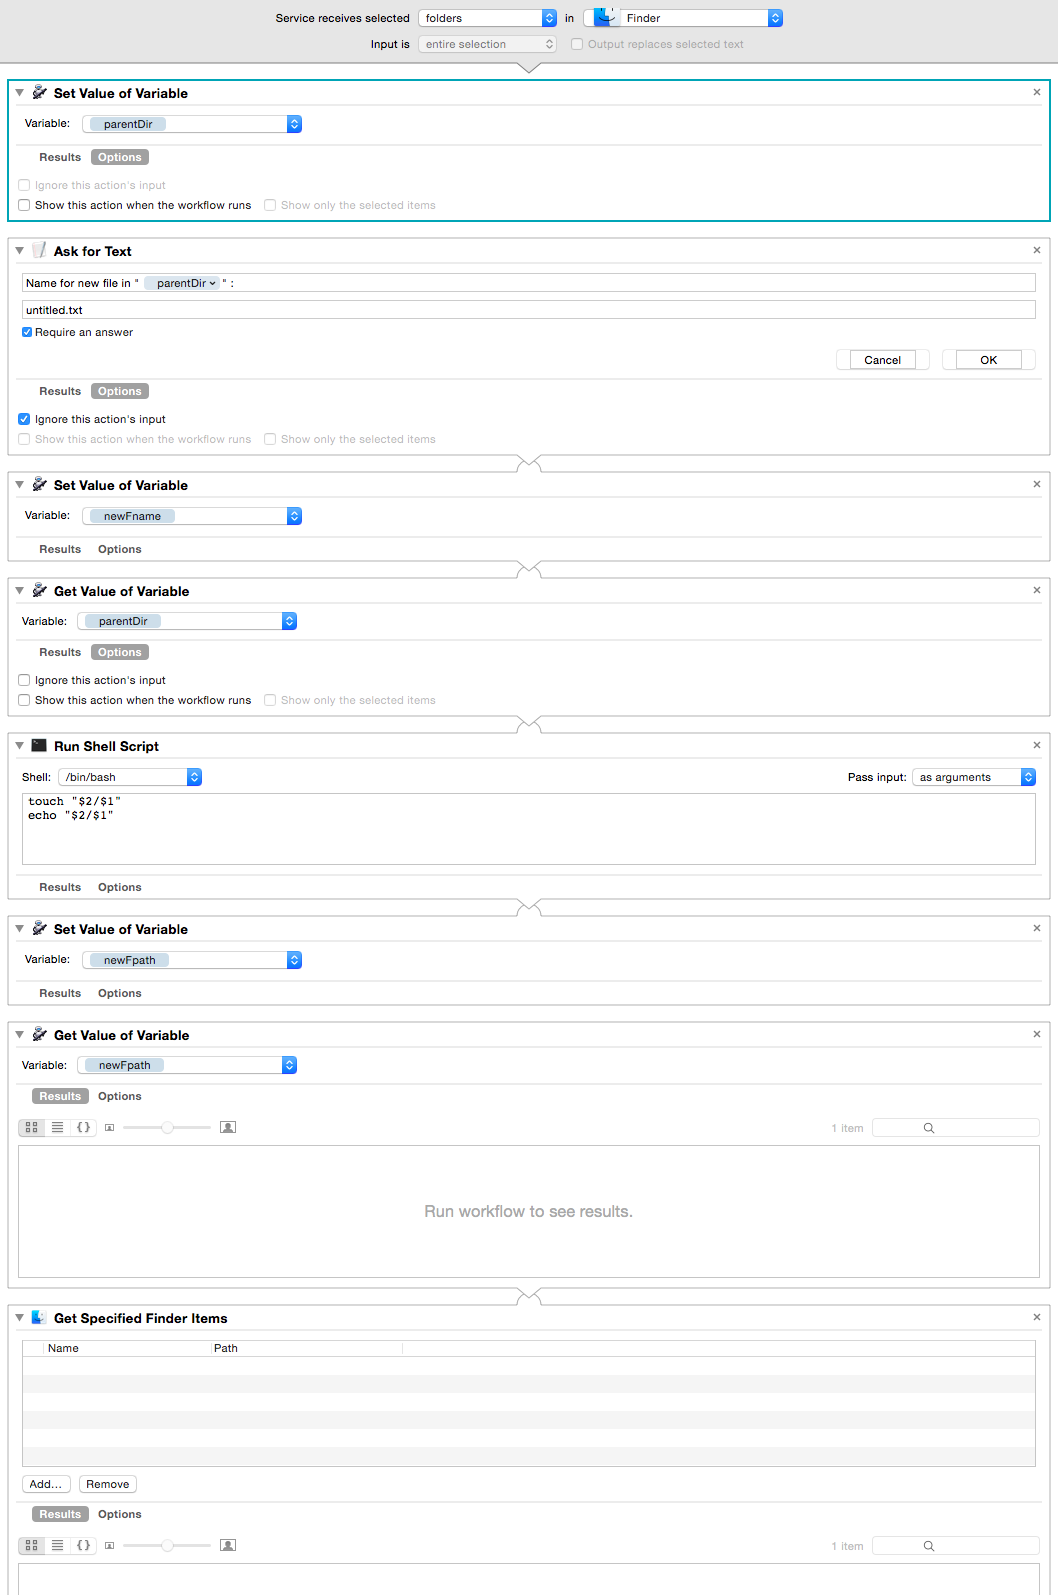 Service receives selected folders in Finder
Input is entire selection Output replaces selected text
Set Value of Variable
Variable: parentDir
Results Options
Ignore this action's input
Show this action when the workflow runs Show only the selected items
Ask for Text
Name for new file in " parentDir " :
untitled.txt
Require an answer
Cancel OK
Results Options
Ignore this action's input
Show this action when the workflow runs Show only the selected items
Set Value of Variable
Variable: newFname
Results Options
Get Value of Variable
Variable: parentDir
Results Options
Ignore this action's input
Show this action when the workflow runs Show only the selected items
Run Shell Script
Shell: /bin/bash Pass input: as arguments
touch "$2/$1"
echo "$2/$1"
Results Options
Set Value of Variable
Variable: newFpath
Results Options
Get Value of Variable
Variable: newFpath
Results Options
1 item
Run workflow to see results.
Get Specified Finder Items
Name Path
Add... Remove
Results Options
1 item